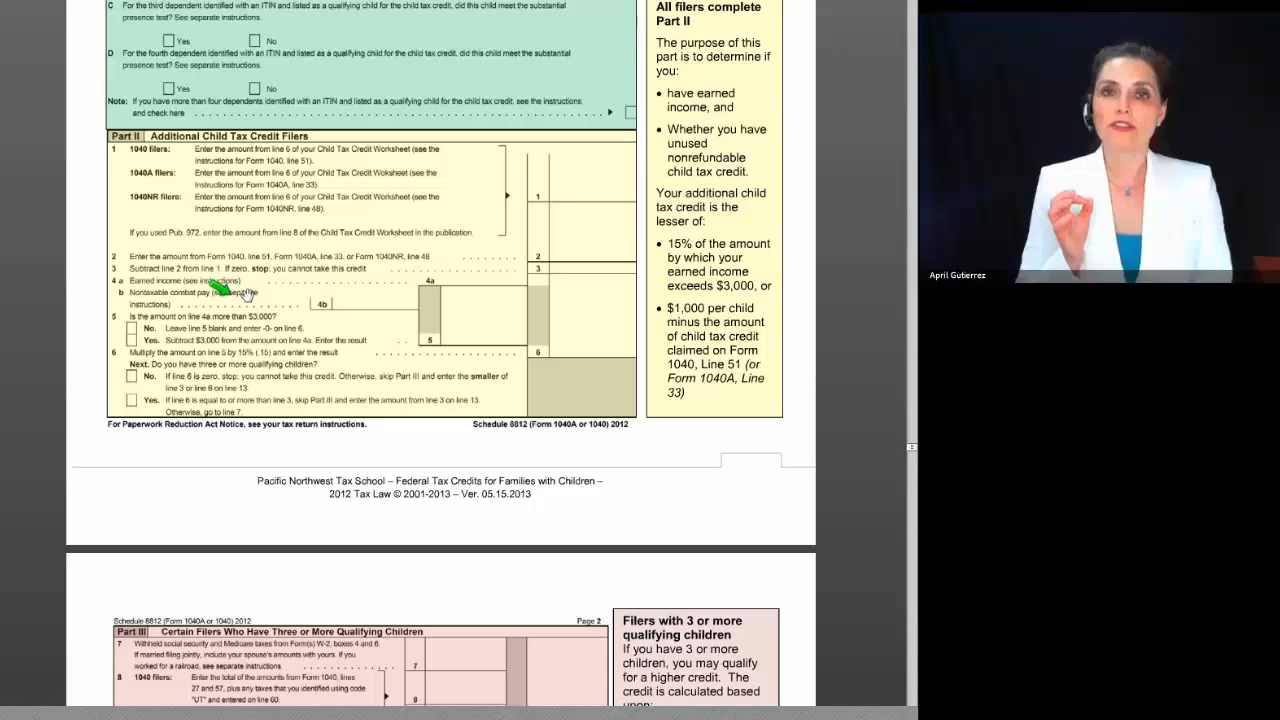 C For the third dependent identified with an ITIN and listed as a qualifying child for the child tax credit, did this child meet the substantial
presence test? See separate instructions.
Yes No
D For the fourth dependent identified with an ITIN and listed as a qualifying child for the child tax credit, did this child meet the substantial
presence test? See separate instructions.
Yes No
Note: If you have more than four dependents identified with an ITIN and listed as a qualifying child for the child tax credit, see the instructions
and check here
Part II Additional Child Tax Credit Filers
1 1040 filers: Enter the amount from line 6 of your Child Tax Credit Worksheet (see the
Instructions for Form 1040, line 51).
1040A filers: Enter the amount from line 6 of your Child Tax Credit Woksheet (see the
Instructions for Form 1040A, line 33).
1040NR filers: Enter the amount from line 6 of your Child Tax Credit Worksheet (see the
Instructions for Form 1040NR, line 48).
1
If you used Pub. 972, enter the amount from line 8 of the Child Tax Credit Worksheet in the publication.
2 Enter the amount from Form 1040, line 51, Form 1040A, line 33, or Form 1040NR, line 48 2
3 Subtract line 2 from line 1. If zero, stop; you cannot take this credit 3
4 a Earned income (see instructions) 4a
b Nontaxable combat pay
instructions) 4b
5 Is the amount on line 4a more than $3,000?
No. Leave line 5 blank and enter -0- on line 6.
Yes. Subtract $3,000 from the amount on line 4a. Enter the result 5
6 Multiply the amount on line 5 by 15% (.15) and enter the result 6
Next. Do you have three or more qualifying children?
No. If line 6 is zero, stop; you cannot take this credit. Otherwise, skip Part III and enter the smaller of
line 3 or line 6 on line 13.
Yes. If line 6 is equal to or more than line 3, skip Part III and enter the amount from line 3 on line 13.
Otherwise, go to line 7.
For Paperwork Reduction Act Notice, see your tax return instructions. Schedule 8812 (Form 1040A or 1040) 2012
All filers complete
Part II
The purpose of this
part is to determine if
you:
• have earned
income, and
• Whether you have
unused
nonrefundable
child tax credit.
Your additional child
tax credit is the
lesser of:
• 15% of the amount
by which your
earned income
exceeds $3,000, or
• $1,000 per child
minus the amount
of child tax credit
claimed on Form
1040, Line 51 (or
Form 1040A, Line
33)
Pacific Northwest Tax School – Federal Tax Credits for Families with Children –
2012 Tax Law © 2001-2013 – Ver. 05.15.2013
Schedule 8812 (Form 1040A or 1040) 2012 Page 2
Part III Certain Filers Who Have Three or More Qualifying Children
7 Withheld social security and Medicare taxes from Form(s) W-2, boxes 4 and 6.
If married filing jointly, include your spouse's amounts with yours. If you
worked for a railroad, see separate instructions 7
8 1040 filers: Enter the total of the amounts from Form 1040, lines
27 and 57, plus any taxes that you identified using code
"UT" and entered on line 60. 8
Filers with 3 or more
qualifying children
If you have 3 or more
children, you may qualify
for a higher credit. The
credit is calculated based
upon:
April Gutierrez